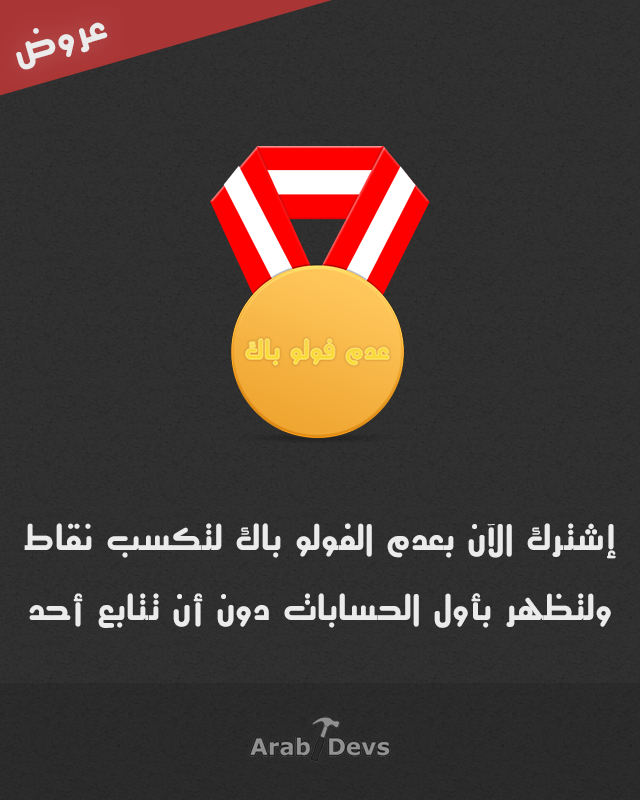 عروض
عدم فولو باك
إشترك الآن بعدم الفولو باك لتكسب نقاط
ولتظهر بأول الحسابات دون أن تتابع أحد
Arab Devs